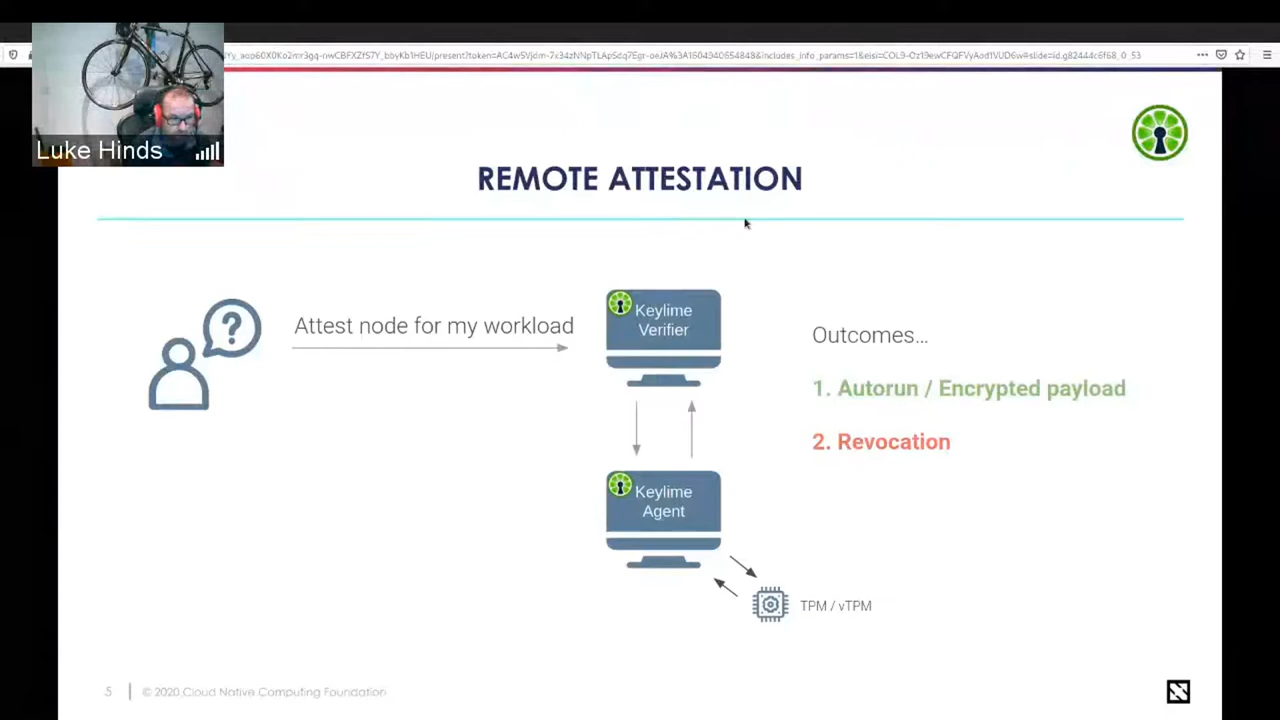 Luke Hinds
REMOTE ATTESTATION
?
Attest node for my workload
Keylime
Verifier
Outcomes...
1. Autorun / Encrypted payload
2. Revocation
Keylime
Agent
TPM / vTPM
5
© 2020 Cloud Native Computing Foundation